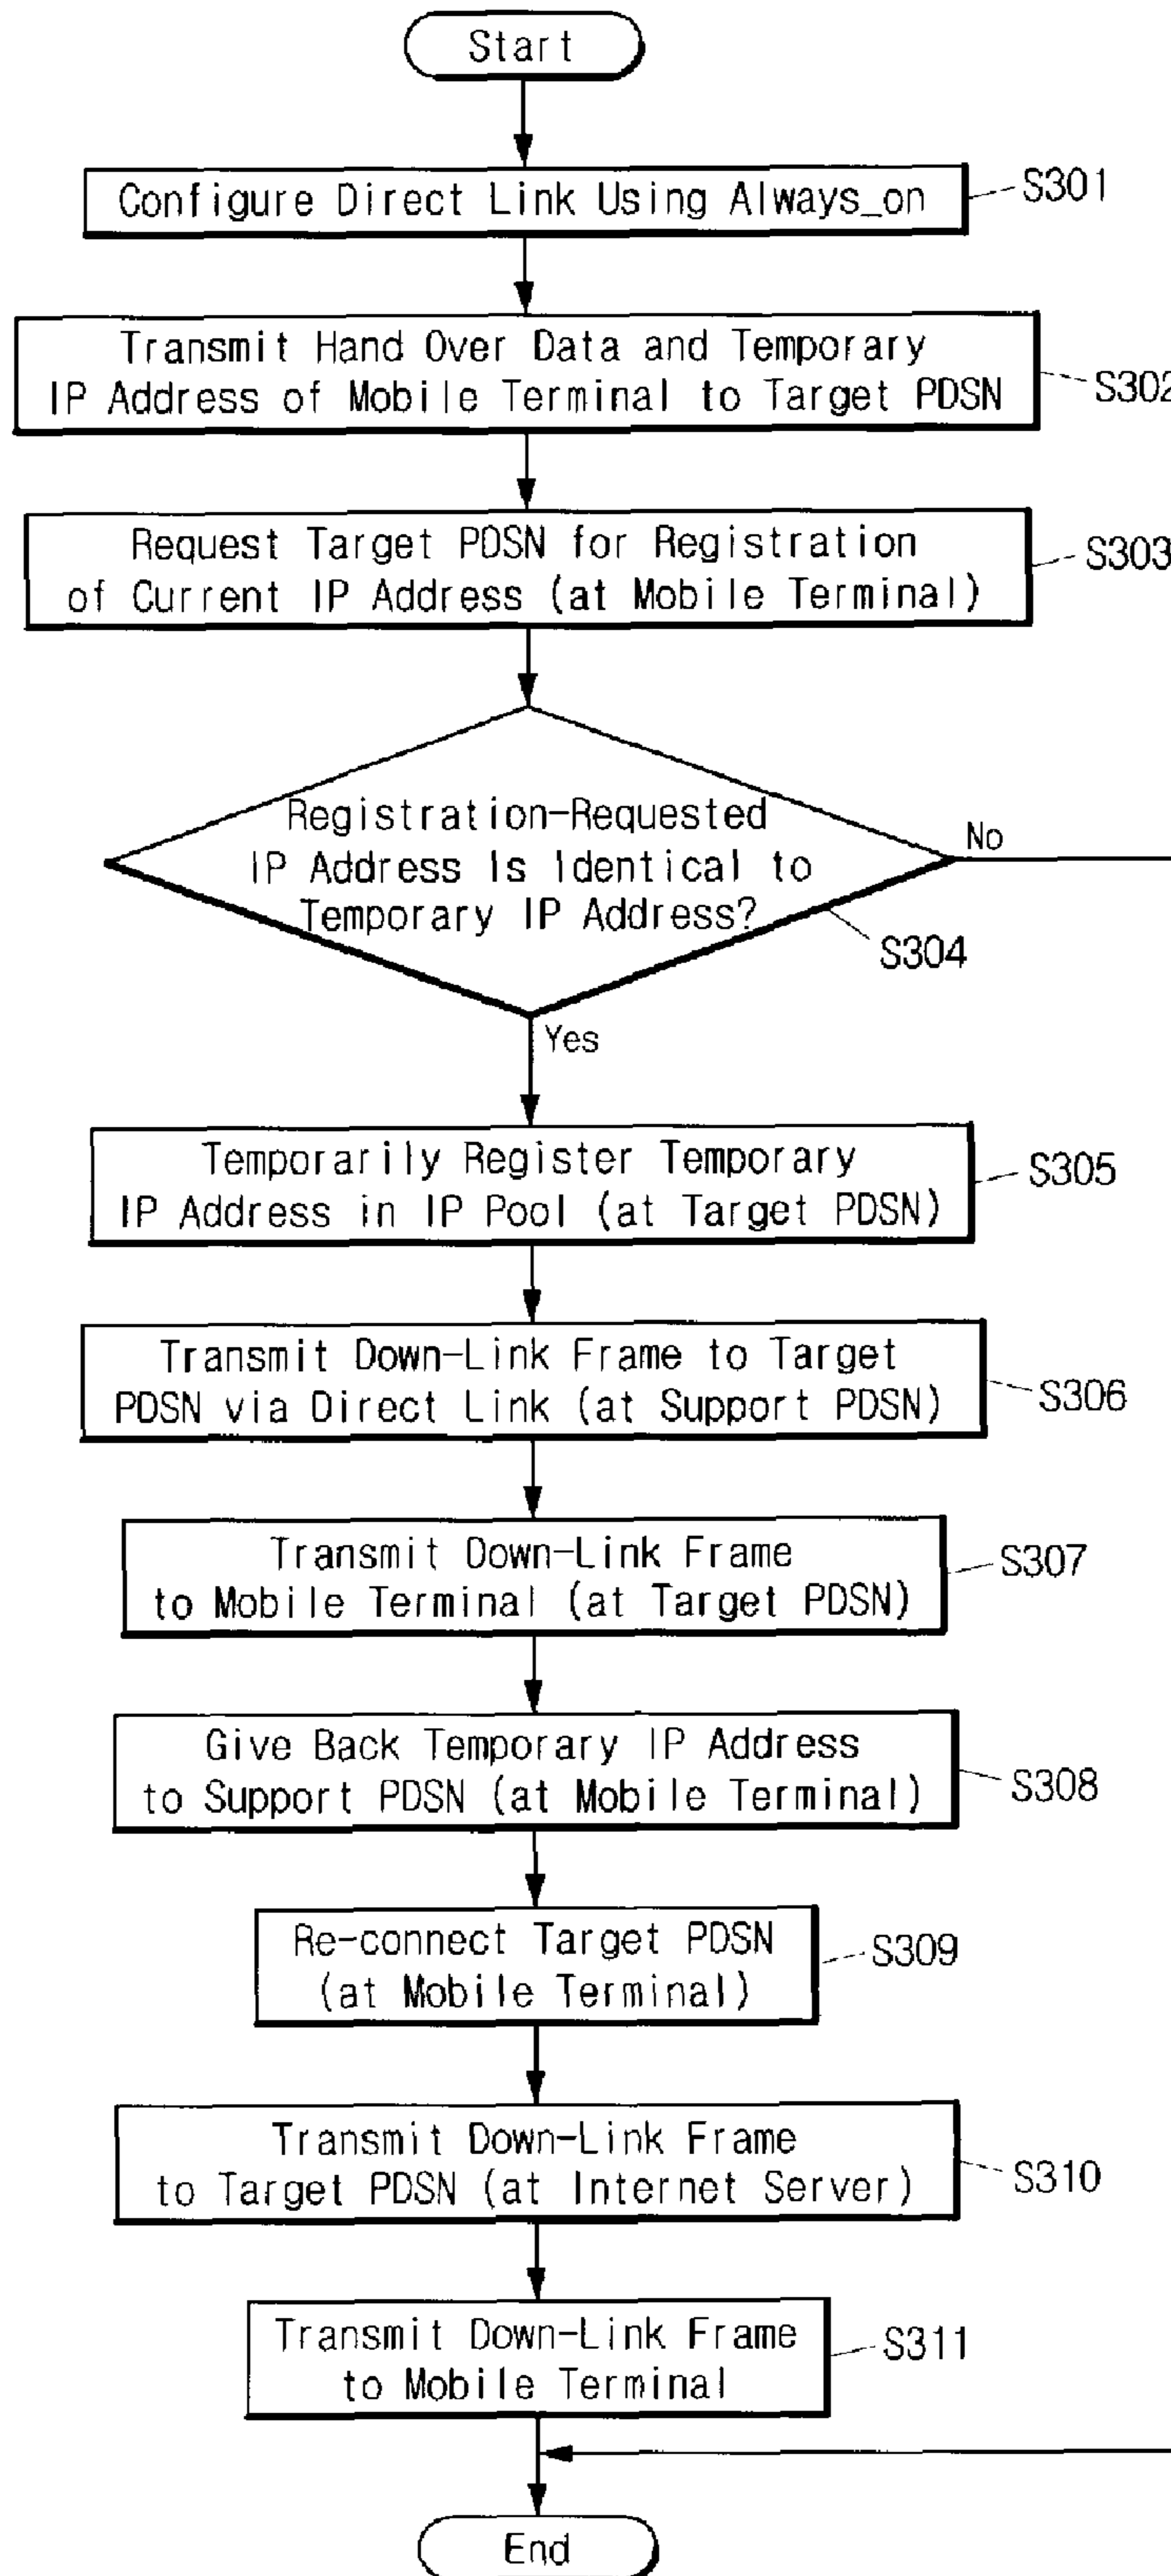 Start
Configure Direct Link Using Always_on
S301
Transmit Hand Over Data and Temporary
IP Address of Mobile Terminal to Target PDSN
S302
Request Target PDSN for Registration
of Current IP Address (at Mobile Terminal)
S303
Registration-Requested
IP Address Is Identical to
Temporary IP Address?
No
S304
Yes
Temporarily Register Temporary
IP Address in IP Pool (at Target PDSN)
S305
Transmit Down-Link Frame to Target
PDSN via Direct Link (at Support PDSN)
S306
Transmit Down-Link Frame
to Mobile Terminal (at Target PDSN)
S307
Give Back Temporary IP Address
to Support PDSN (at Mobile Terminal)
S308
Re-connect Target PDSN
(at Mobile Terminal)
S309
Transmit Down-Link Frame
to Target PDSN (at Internet Server)
S310
Transmit Down-Link Frame
to Mobile Terminal
S311
End